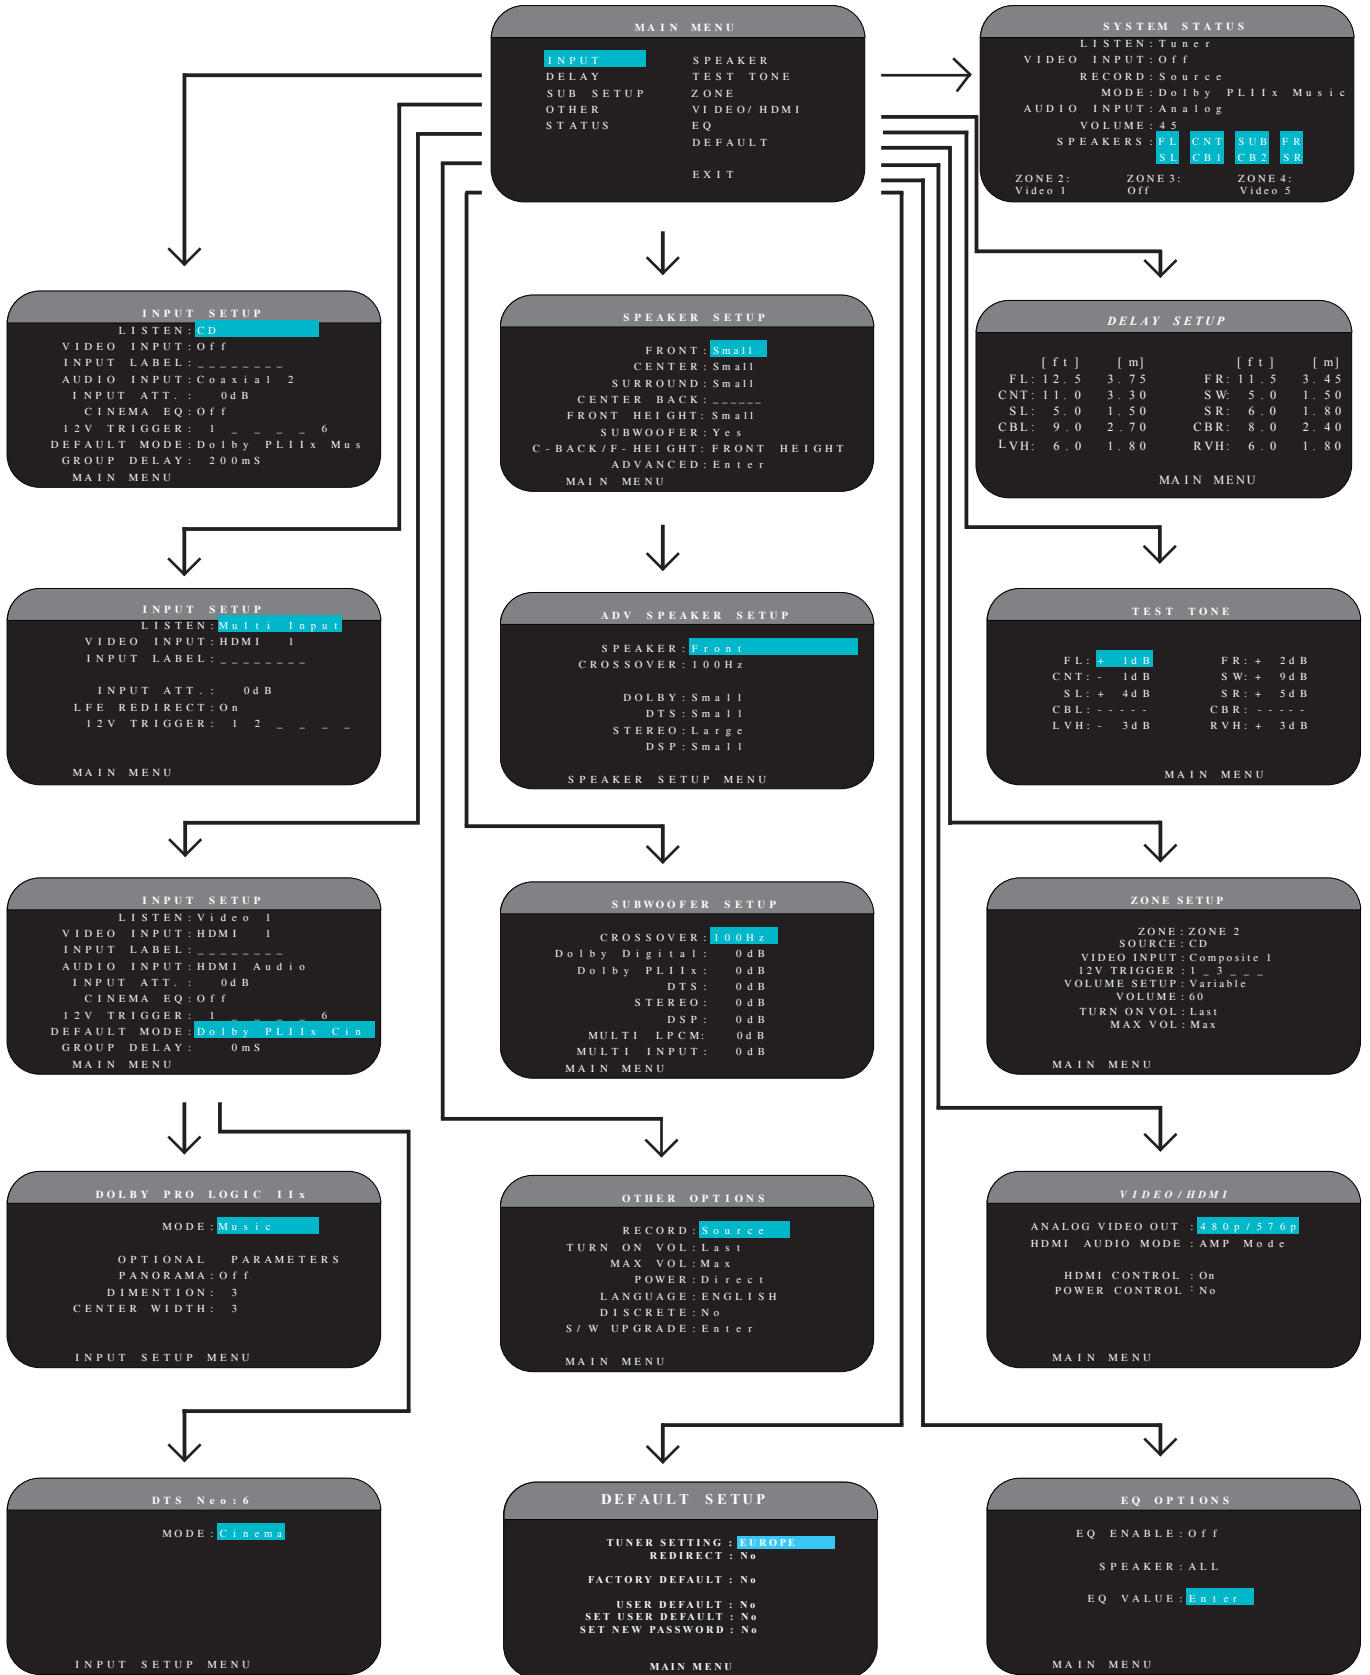 MAIN MENU
INPUT SPEAKER
DELAY TEST TONE
SUB SETUP ZONE
OTHER VIDEO/HDMI
STATUS EQ
DEFAULT
EXIT
SYSTEM STATUS
LISTEN:Tuner
VIDEO INPUT:Off
RECORD:Source
MODE:Dolby PLIIx Music
AUDIO INPUT:Analog
VOLUME:45
SPEAKERS:FL CNT SUB FR
SL CB1 CB2 SR
ZONE2: ZONE3: ZONE4:
Video 1 Off Video 5
INPUT SETUP
LISTEN:CD
VIDEO INPUT:Off
INPUT LABEL:________
AUDIO INPUT:Coaxial 2
INPUT ATT.: 0dB
CINEMA EQ:Off
12V TRIGGER: 1 _ _ _ _ 6
DEFAULT MODE:Dolby PLIIx Mus
GROUP DELAY: 200mS
MAIN MENU
SPEAKER SETUP
FRONT:Small
CENTER:Small
SURROUND:Small
CENTER BACK:______
FRONT HEIGHT:Small
SUBWOOFER:Yes
C-BACK/F-HEIGHT:FRONT HEIGHT
ADVANCED:Enter
MAIN MENU
DELAY SETUP
[ft] [m] [ft] [m]
FL:12.5 3.75 FR:11.5 3.45
CNT:11.0 3.30 SW: 5.0 1.50
SL: 5.0 1.50 SR: 6.0 1.80
CBL: 9.0 2.70 CBR: 8.0 2.40
LVH: 6.0 1.80 RVH: 6.0 1.80
MAIN MENU
INPUT SETUP
LISTEN:Multi Input
VIDEO INPUT:HDMI 1
INPUT LABEL:________
INPUT ATT.: 0dB
LFE REDIRECT:On
12V TRIGGER: 1 2 _ _ _ _
MAIN MENU
ADV SPEAKER SETUP
SPEAKER:Front
CROSSOVER:100Hz
DOLBY:Small
DTS:Small
STEREO:Large
DSP:Small
SPEAKER SETUP MENU
TEST TONE
FL:+ 1dB FR:+ 2dB
CNT:- 1dB SW:+ 9dB
SL:+ 4dB SR:+ 5dB
CBL:----- CBR:-----
LVH:- 3dB RVH:+ 3dB
MAIN MENU
INPUT SETUP
LISTEN:Video 1
VIDEO INPUT:HDMI 1
INPUT LABEL:________
AUDIO INPUT:HDMI Audio
INPUT ATT.: 0dB
CINEMA EQ:Off
12V TRIGGER: 1 _ _ _ _ 6
DEFAULT MODE:Dolby PLIIx Cin
GROUP DELAY: 0mS
MAIN MENU
SUBWOOFER SETUP
CROSSOVER:100Hz
Dolby Digital: 0dB
Dolby PLIIx: 0dB
DTS: 0dB
STEREO: 0dB
DSP: 0dB
MULTI LPCM: 0dB
MULTI INPUT: 0dB
MAIN MENU
ZONE SETUP
ZONE:ZONE 2
SOURCE:CD
VIDEO INPUT:Composite 1
12V TRIGGER:1 _ 3 _ _ _
VOLUME SETUP:Variable
VOLUME:60
TURN ON VOL:Last
MAX VOL:Max
MAIN MENU
DOLBY PRO LOGIC IIx
MODE:Music
OPTIONAL PARAMETERS
PANORAMA:Off
DIMENTION: 3
CENTER WIDTH: 3
INPUT SETUP MENU
OTHER OPTIONS
RECORD:Source
TURN ON VOL:Last
MAX VOL:Max
POWER:Direct
LANGUAGE:ENGLISH
DISCRETE:No
S/W UPGRADE:Enter
MAIN MENU
VIDEO/HDMI
ANALOG VIDEO OUT :480p/576p
HDMI AUDIO MODE :AMP Mode
HDMI CONTROL :On
POWER CONTROL :No
MAIN MENU
DTS Neo:6
MODE:Cinema
INPUT SETUP MENU
DEFAULT SETUP
TUNER SETTING : EUROPE
REDIRECT : No
FACTORY DEFAULT : No
USER DEFAULT : No
SET USER DEFAULT : No
SET NEW PASSWORD : No
MAIN MENU
EQ OPTIONS
EQ ENABLE:Off
SPEAKER:ALL
EQ VALUE:Enter
MAIN MENU